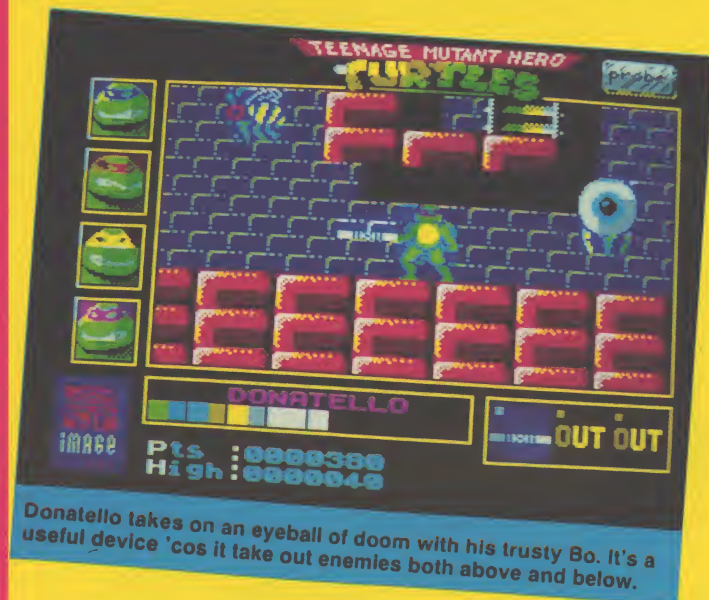 TEENAGE MUTANT HERO
TURTLES
probe
DONATELLO
iMAGE
OUT OUT
Pts :0000380
High:0000040
Donatello takes on an eyeball of doom with his trusty Bo. It's a
useful device 'cos it take out enemies both above and below.